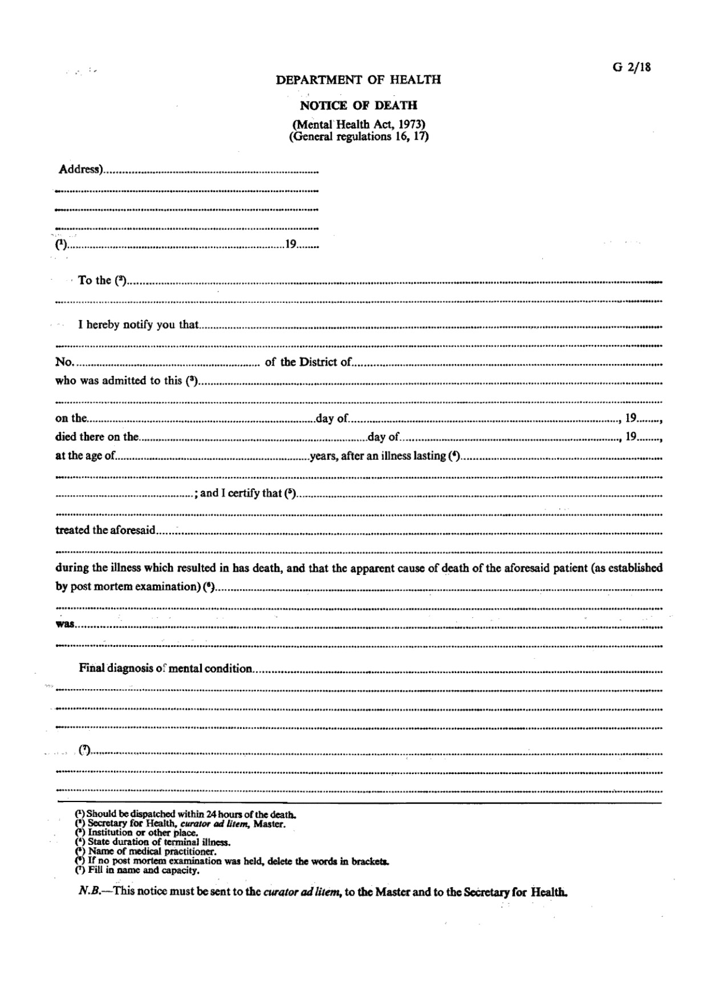 G 2/18
DEPARTMENT OF HEALTH
NOTICE OF DEATH
(Mental Health Act, 1973)
(General regulations 16, 17)
Address)....................
....................
....................
....................
(¹)....................19........
To the (²)....................
....................
I hereby notify you that....................
....................
No..................... of the District of....................
who was admitted to this (³)....................
....................
on the....................day of...................., 19........,
died there on the....................day of...................., 19........,
at the age of....................years, after an illness lasting (⁴)....................
....................
....................; and I certify that (⁵)....................
....................
treated the aforesaid....................
....................
during the illness which resulted in has death, and that the apparent cause of death of the aforesaid patient (as established
by post mortem examination) (⁶)....................
....................
was....................
....................
Final diagnosis of mental condition....................
....................
....................
....................
(⁷)....................
....................
....................
(¹) Should be dispatched within 24 hours of the death.
(²) Secretary for Health, curator ad litem, Master.
(³) Institution or other place.
(⁴) State duration of terminal illness.
(⁵) Name of medical practitioner.
(⁶) If no post mortem examination was held, delete the words in brackets.
(⁷) Fill in name and capacity.
N.B.—This notice must be sent to the curator ad litem, to the Master and to the Secretary for Health.